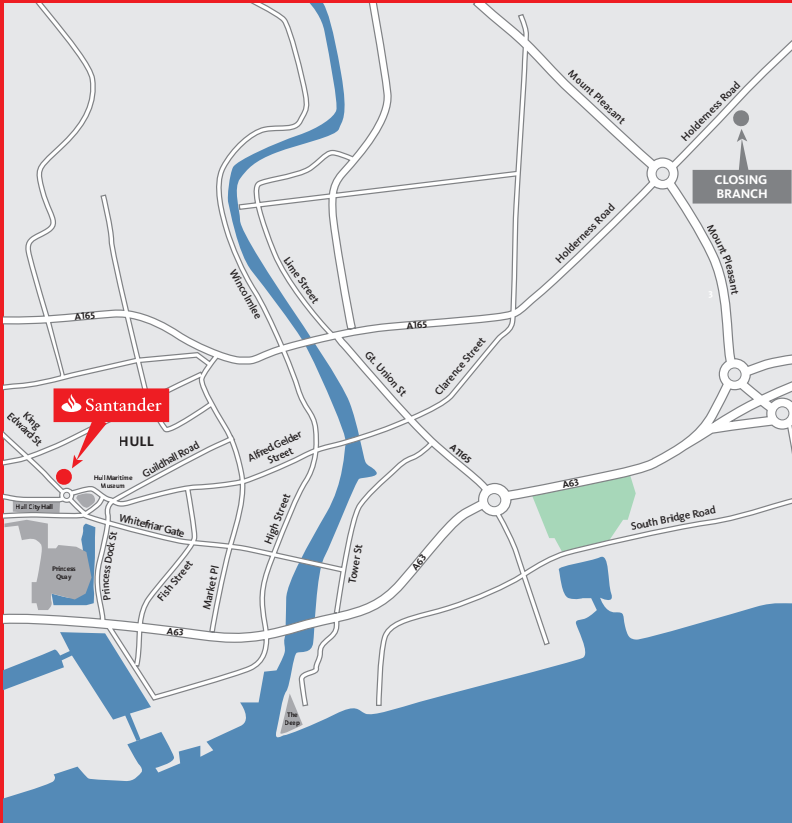 Mount Pleasant
Holderness Road
CLOSING
BRANCH
Holderness Road
Mount Pleasant
Lime Street
Wincolmlee
A165
A165
Gt. Union St
Clarence Street
King
Edward St
Santander
HULL
Guildhall Road
Alfred Gelder
Street
A1165
Hull Maritime
Museum
A63
Hull City Hall
Whitefriar Gate
High Street
South Bridge Road
Princess Dock St
Princess
Quay
Fish Street
Market Pl
Tower St
A63
A63
The
Deep